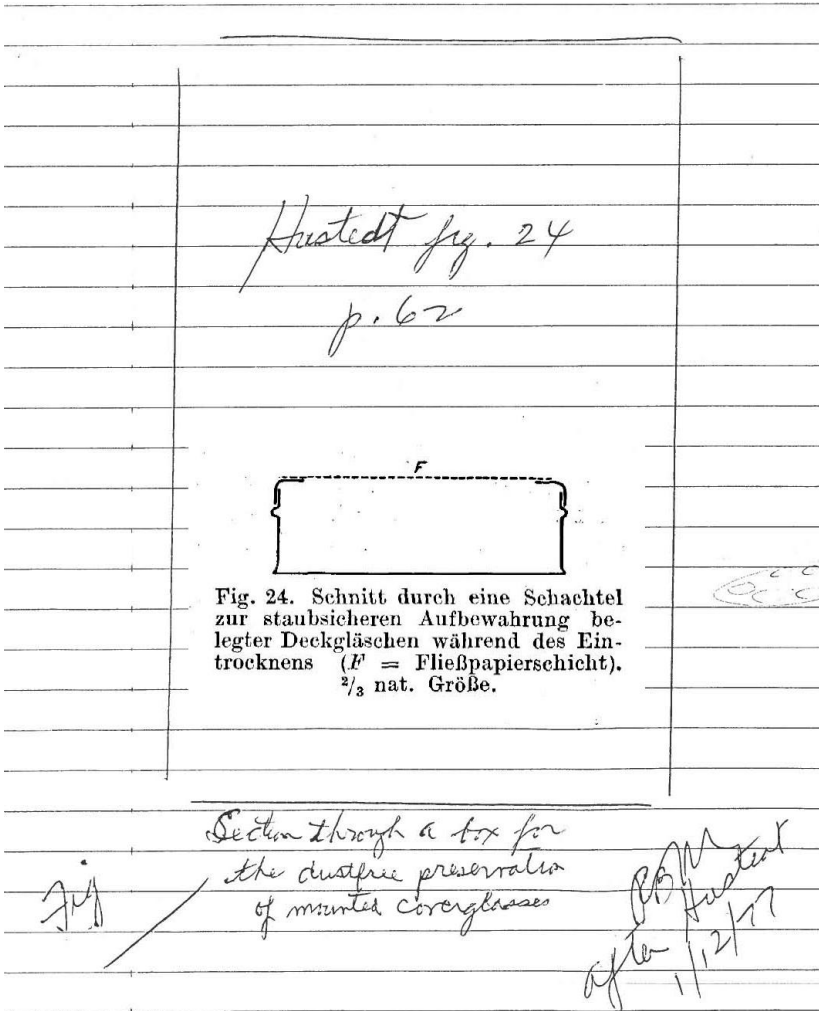 Hustedt fig. 24
p. 62
F
Fig. 24. Schnitt durch eine Schachtel
zur staubsicheren Aufbewahrung be-
legter Deckgläschen während des Ein-
trocknens (F = Fließpapierschicht).
²/₃ nat. Größe.
Section through a box for
the dustfree preservation
of mounted coverglasses
Fig
RBM
after Hustedt
1/12/77